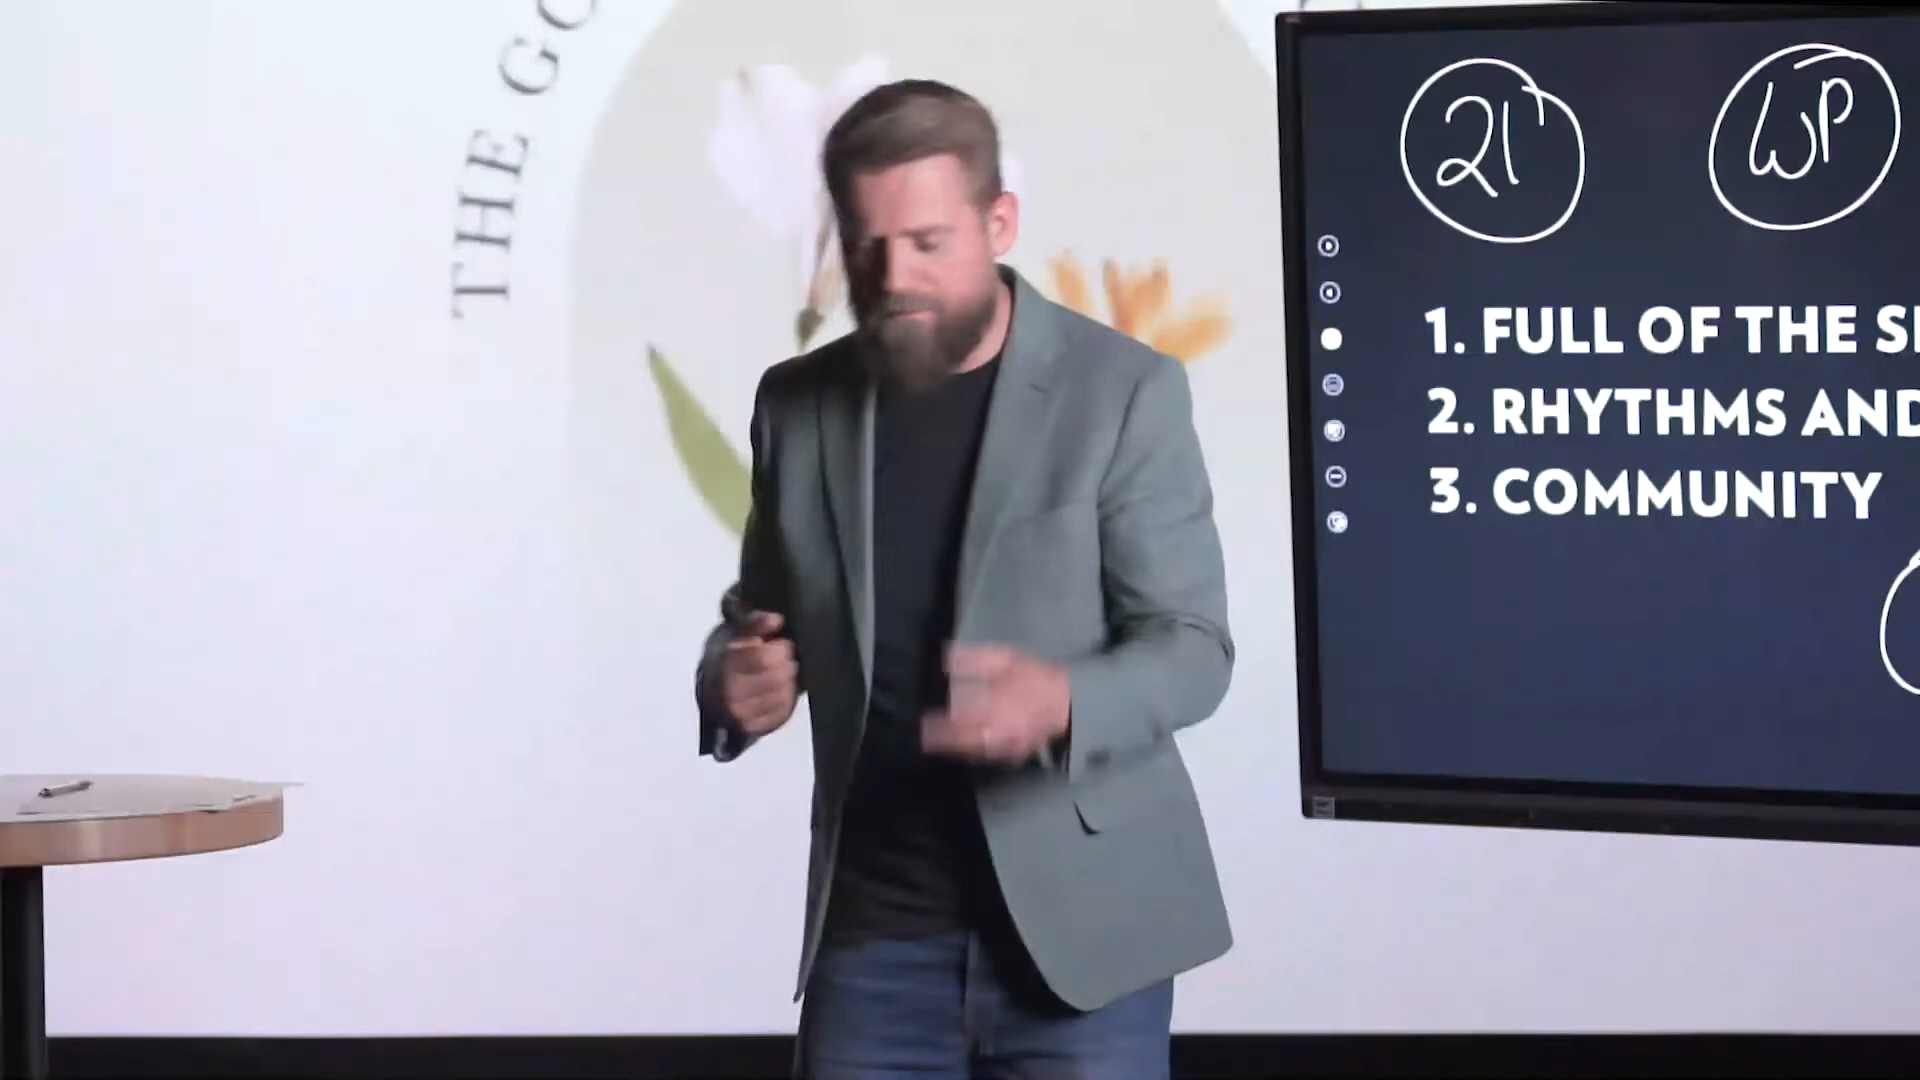 THE GO
21
WP
1. FULL OF THE S
2. RHYTHMS AND
3. COMMUNITY